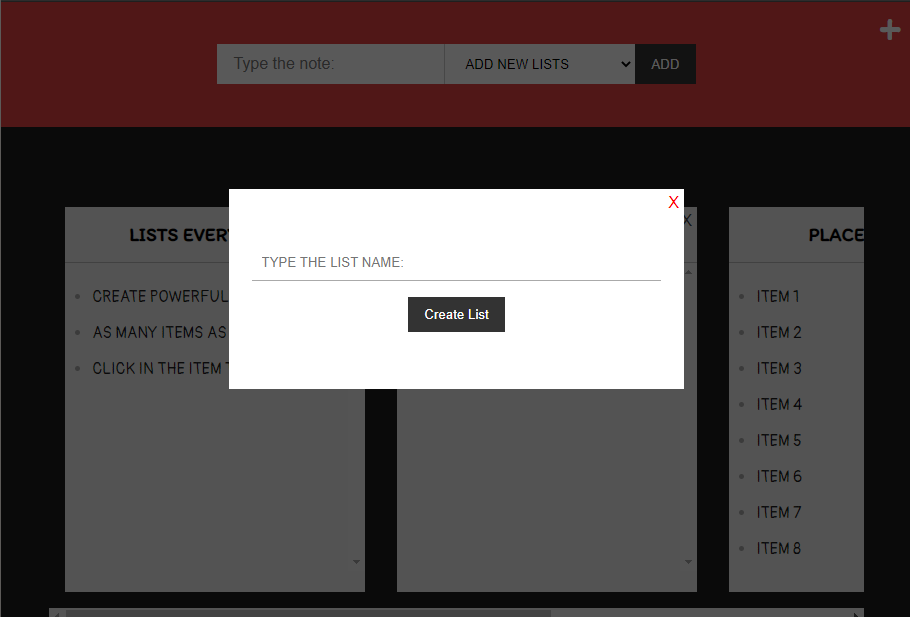 Type the note:
ADD NEW LISTS
ADD
X
TYPE THE LIST NAME:
Create List
LISTS EVER
CREATE POWERFUL
AS MANY ITEMS AS
CLICK IN THE ITEM
X
PLACE
ITEM 1
ITEM 2
ITEM 3
ITEM 4
ITEM 5
ITEM 6
ITEM 7
ITEM 8